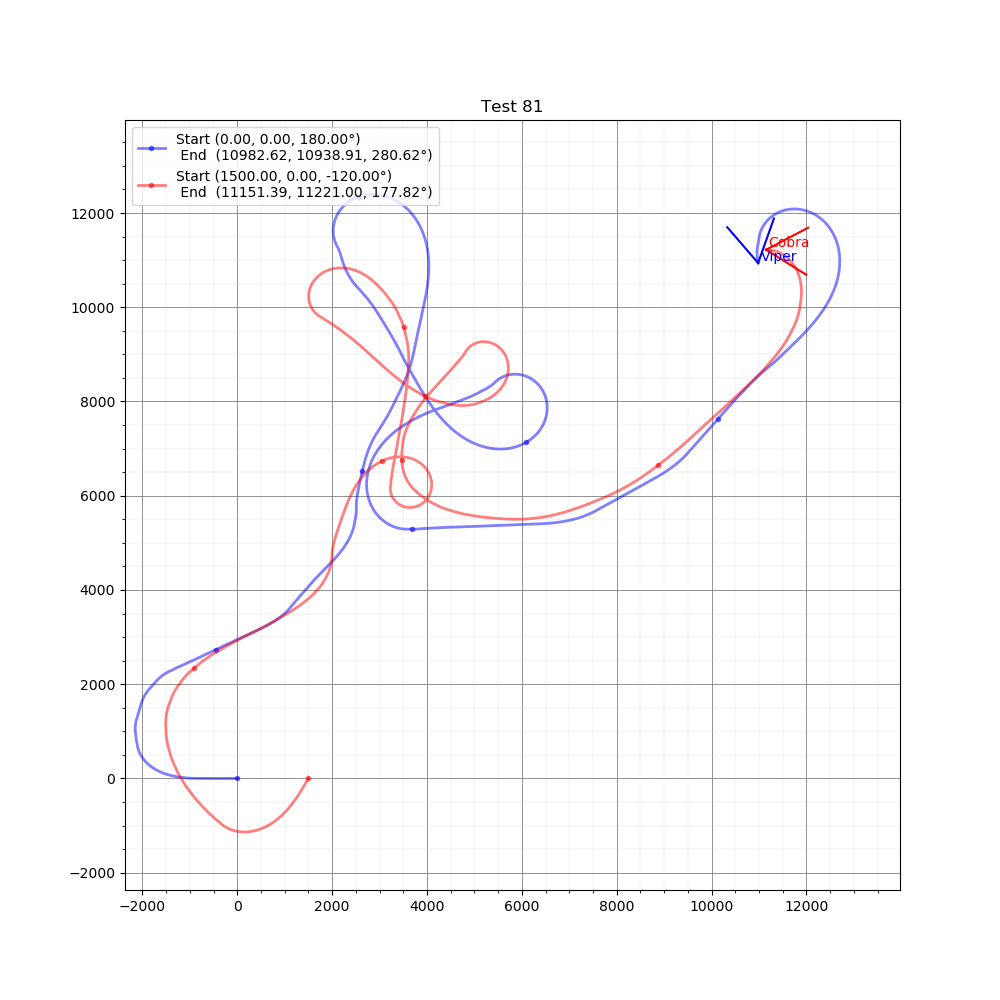 Test 81
Start (0.00, 0.00, 180.00°)
End (10982.62, 10938.91, 280.62°)
Start (1500.00, 0.00, -120.00°)
End (11151.39, 11221.00, 177.82°)
12000
10000
8000
6000
4000
2000
0
−2000
Cobra
Viper
−2000 0 2000 4000 6000 8000 10000 12000